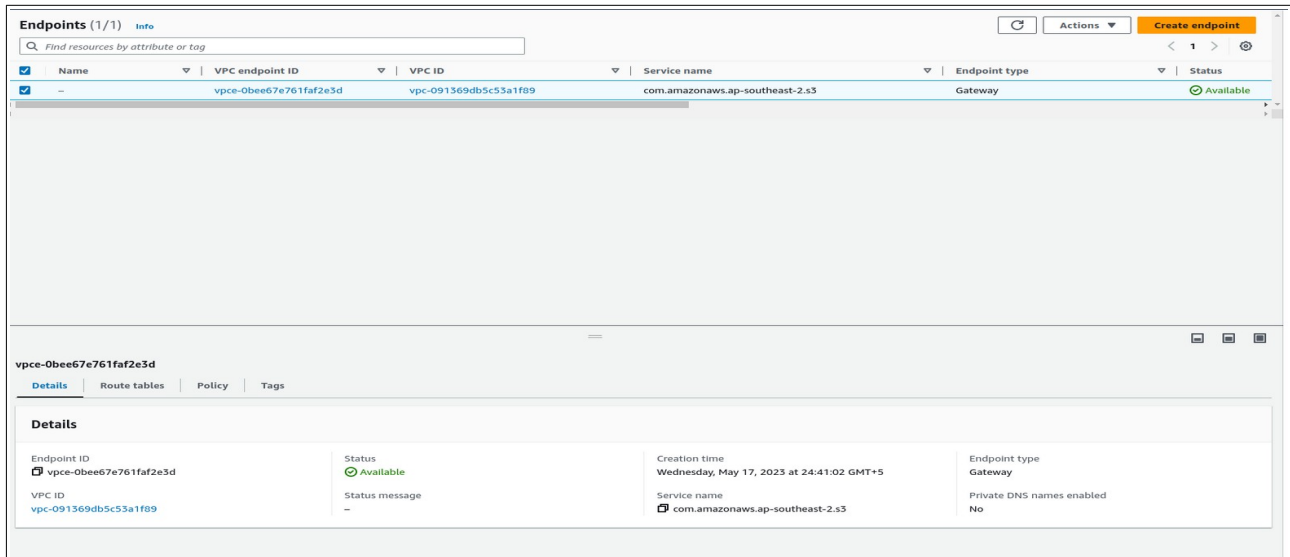 Endpoints (1/1) Info
Actions Create endpoint
Find resources by attribute or tag
1
Name VPC endpoint ID VPC ID Service name Endpoint type Status
– vpce-0bee67e761faf2e3d vpc-091369db5c53a1f89 com.amazonaws.ap-southeast-2.s3 Gateway Available
vpce-0bee67e761faf2e3d
Details Route tables Policy Tags
Details
Endpoint ID Status Creation time Endpoint type
vpce-0bee67e761faf2e3d Available Wednesday, May 17, 2023 at 24:41:02 GMT+5 Gateway
VPC ID Status message Service name Private DNS names enabled
vpc-091369db5c53a1f89 – com.amazonaws.ap-southeast-2.s3 No